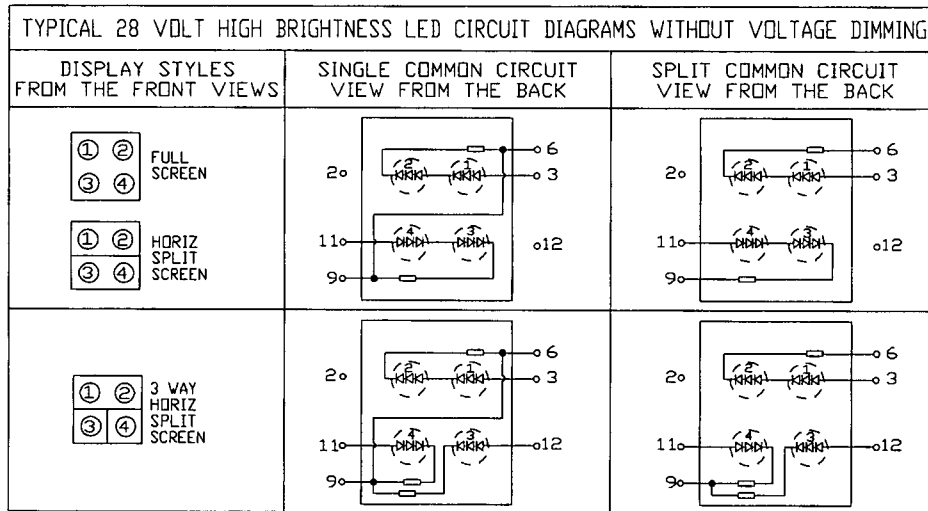 TYPICAL 28 VOLT HIGH BRIGHTNESS LED CIRCUIT DIAGRAMS WITHOUT VOLTAGE DIMMING
DISPLAY STYLES
FROM THE FRONT VIEWS
SINGLE COMMON CIRCUIT
VIEW FROM THE BACK
SPLIT COMMON CIRCUIT
VIEW FROM THE BACK
1 2
3 4
FULL
SCREEN
1 2
3 4
HORIZ
SPLIT
SCREEN
6
2 2 1 3
11 4 3 12
9
6
2 2 1 3
11 4 3 12
9
1 2
3 4
3 WAY
HORIZ
SPLIT
SCREEN
6
2 2 1 3
11 4 3 12
9
6
2 2 1 3
11 4 3 12
9